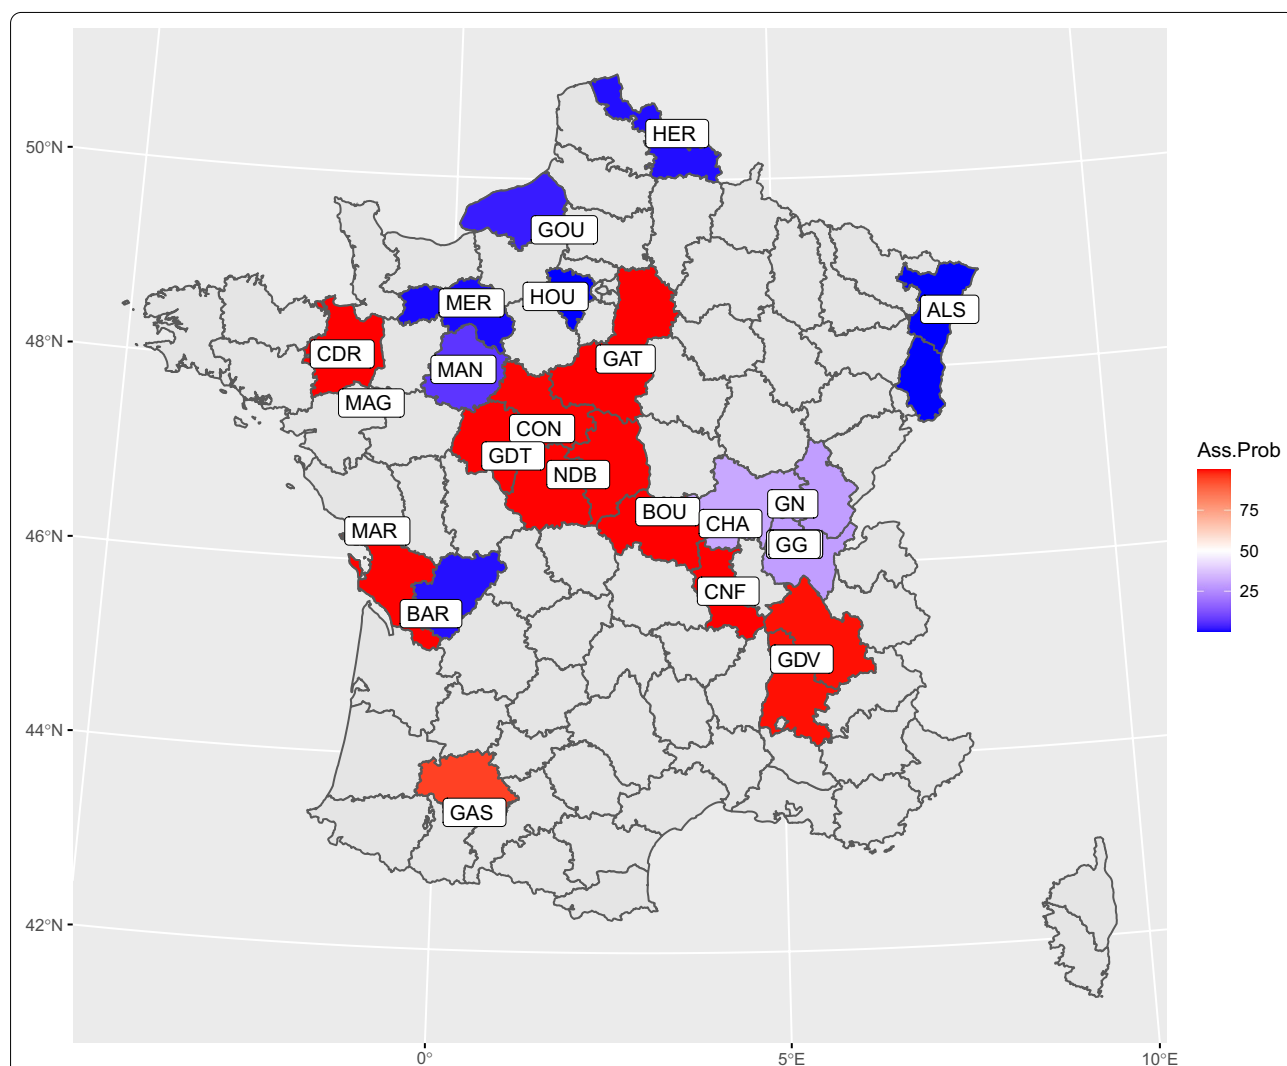 50°N
48°N
46°N
44°N
42°N
0°
5°E
10°E
HER
GOU
MER
HOU
ALS
CDR
MAN
GAT
MAG
CON
GDT
NDB
BOU
CHA
GN
GG
MAR
BAR
CNF
GDV
GAS
Ass.Prob
75
50
25